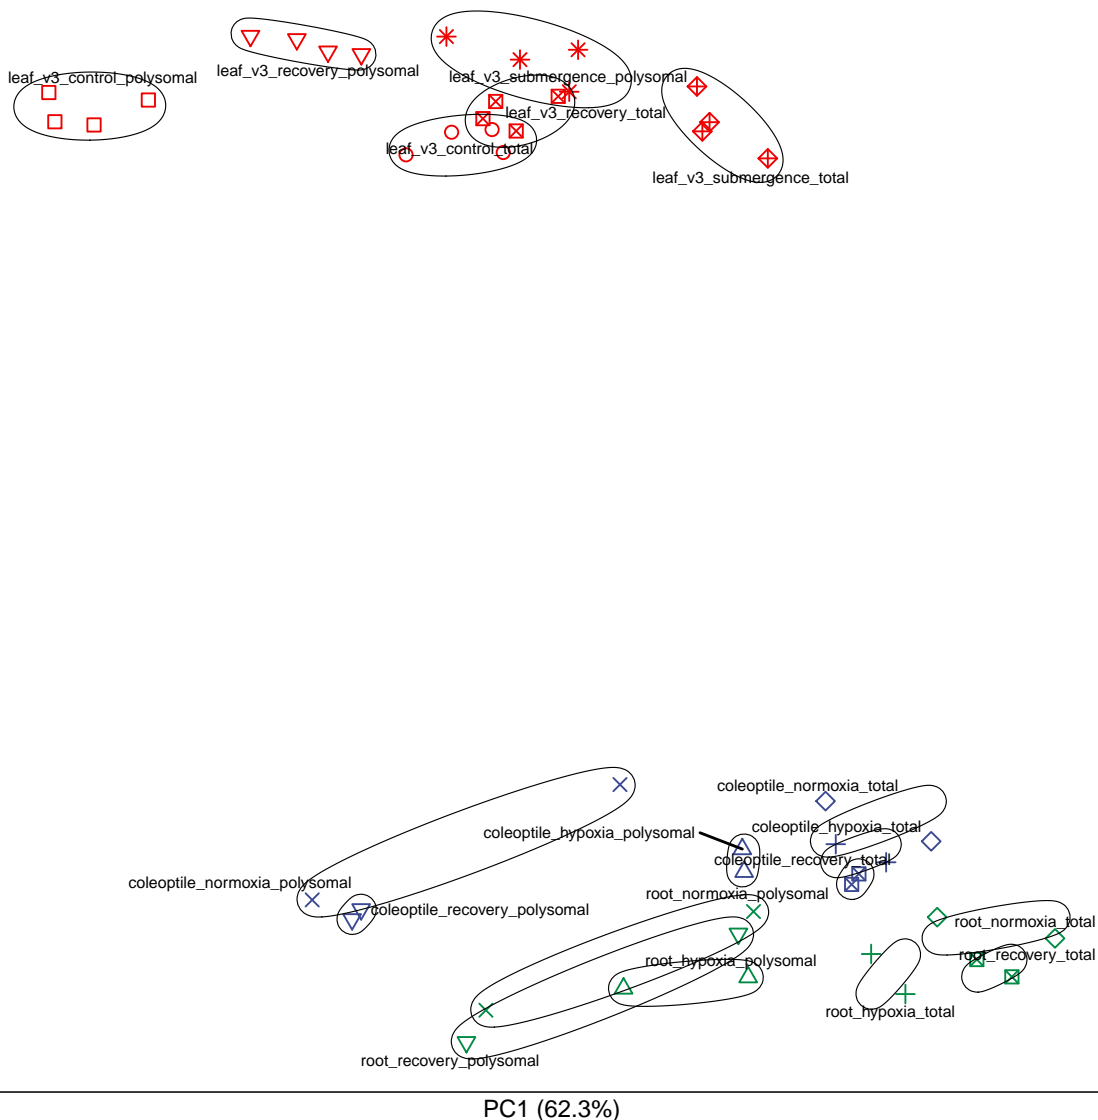 leaf_v3_control_polysomal
leaf_v3_recovery_polysomal
leaf_v3_submergence_polysomal
leaf_v3_recovery_total
leaf_v3_control_total
leaf_v3_submergence_total
coleoptile_normoxia_total
coleoptile_hypoxia_total
coleoptile_hypoxia_polysomal
coleoptile_recovery_total
coleoptile_normoxia_polysomal
root_normoxia_polysomal
coleoptile_recovery_polysomal
root_normoxia_total
root_recovery_total
root_hypoxia_polysomal
root_hypoxia_total
root_recovery_polysomal
PC1 (62.3%)